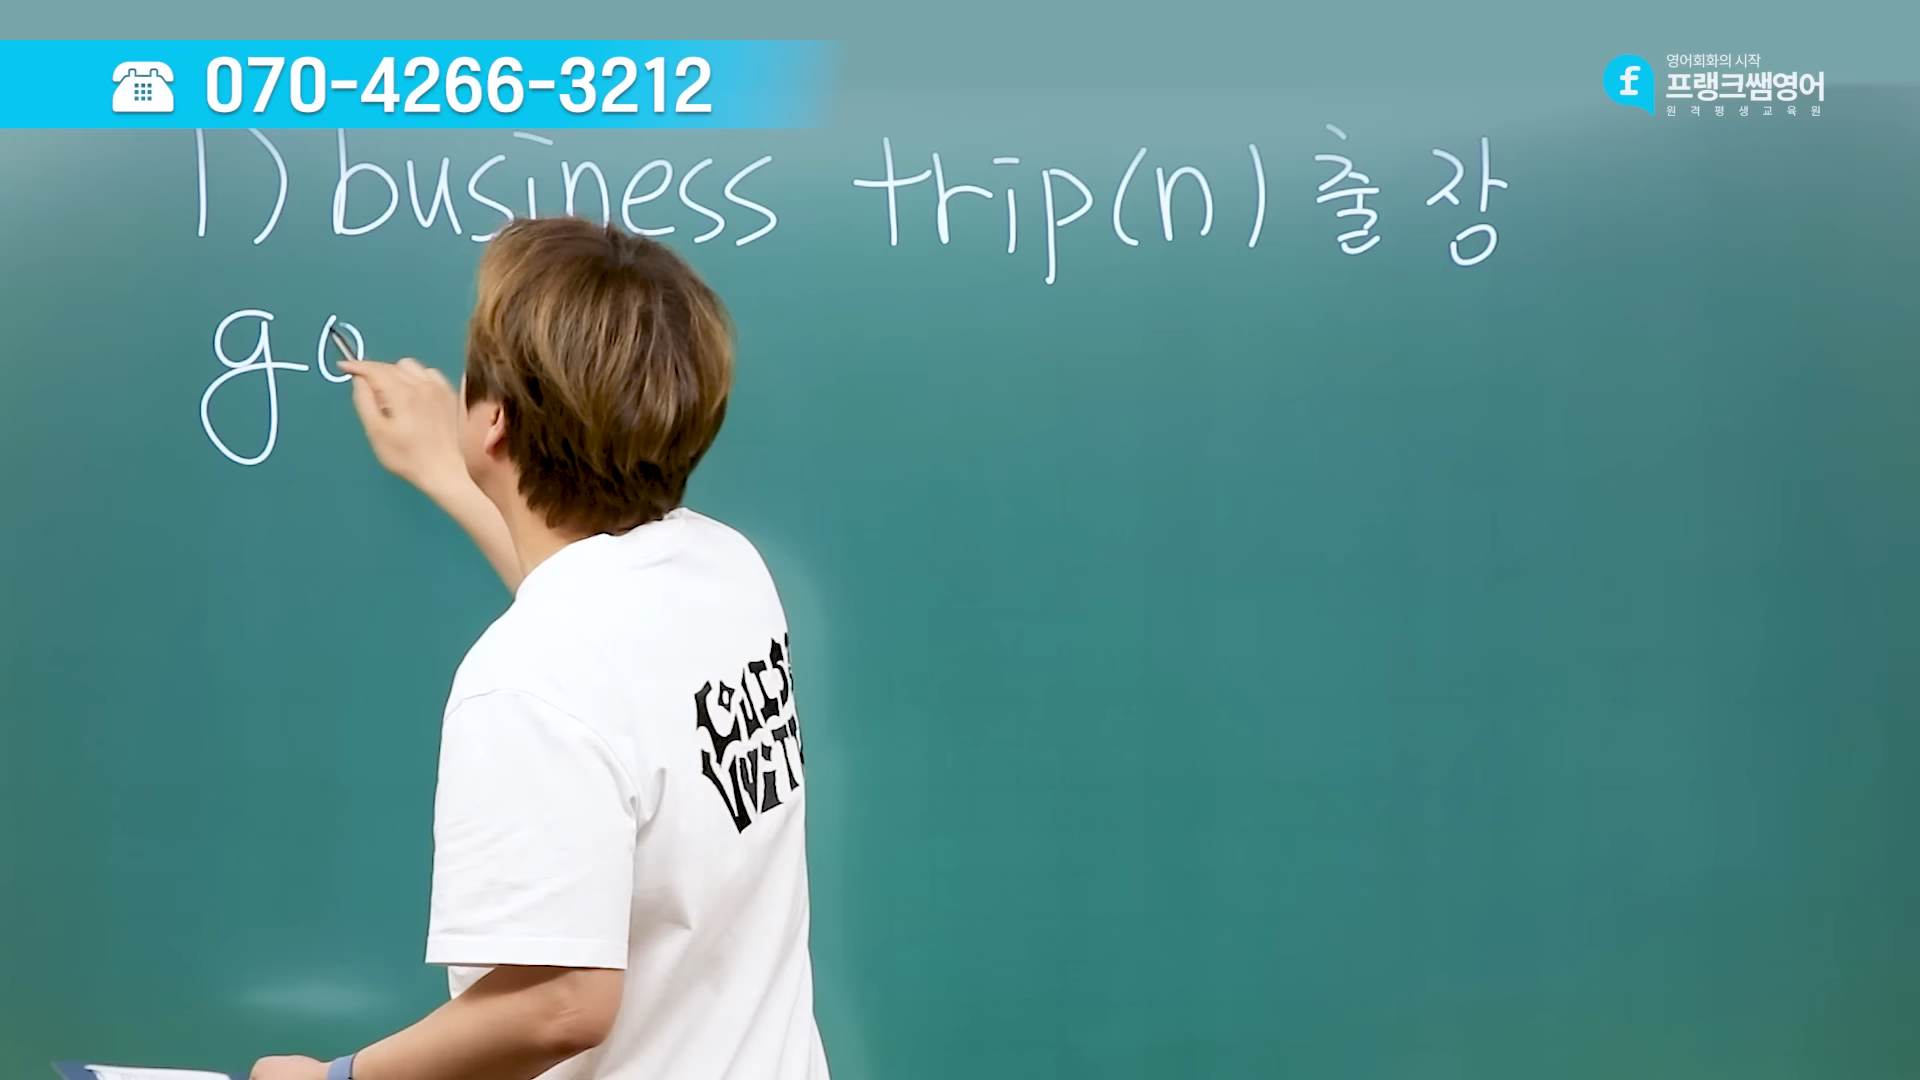 070-4266-3212
영어회화의 시작
프랭크쌤영어
원격평생교육원
1) business trip(n) 출장
go